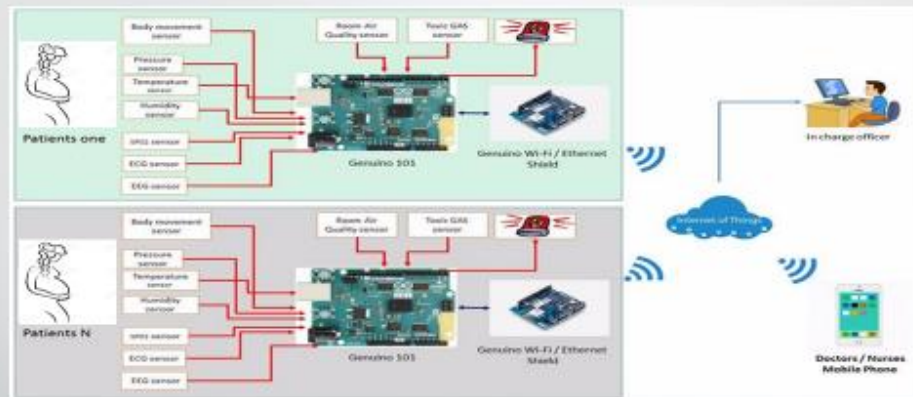 Body movement
sensor
Room Air
Quality sensor
Toxic GAS
sensor
Pressure
sensor
Temperature
sensor
Humidity
sensor
sensor
ECG sensor
EEG sensor
Patients one
Genuino 101
Genuino Wi-Fi / Ethernet
Shield
Body movement
sensor
Room Air
Quality sensor
Toxic GAS
sensor
Pressure
sensor
Temperature
sensor
Humidity
sensor
sensor
ECG sensor
EEG sensor
Patients N
Genuino 101
Genuino Wi-Fi / Ethernet
Shield
In charge officer
Internet of Things
Doctors / Nurses
Mobile Phone